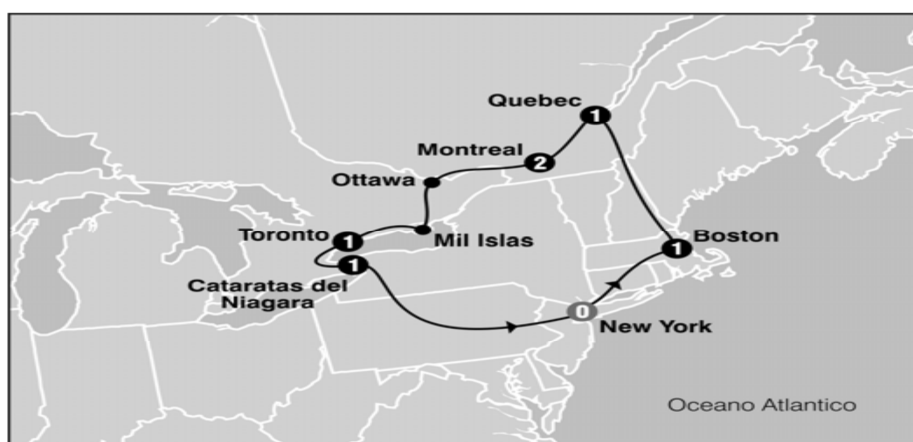 Quebec
1
Montreal
2
Ottawa
Toronto
1
Mil Islas
1
Boston
1
Cataratas del
Niagara
0
New York
Oceano Atlantico